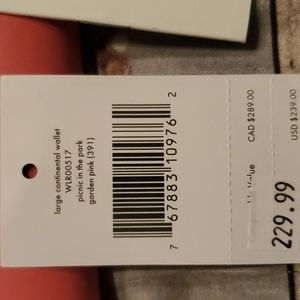 large continental wallet
WLR00517
picnic in the park
garden pink (391)
7 67883 10976 2
CAD $289.00
USD $239.00
229.99